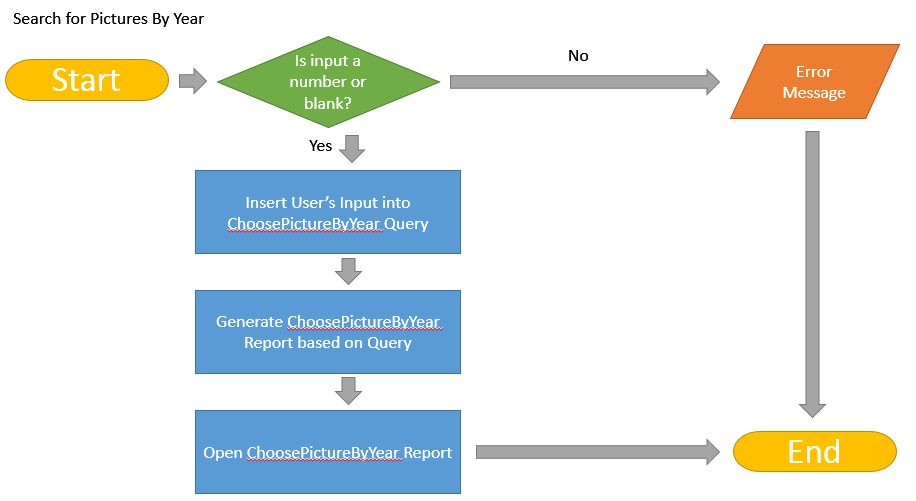 Search for Pictures By Year
Start
Is input a
number or
blank?
No
Error
Message
Yes
Insert User’s Input into
ChoosePictureByYear Query
Generate ChoosePictureByYear
Report based on Query
Open ChoosePictureByYear Report
End